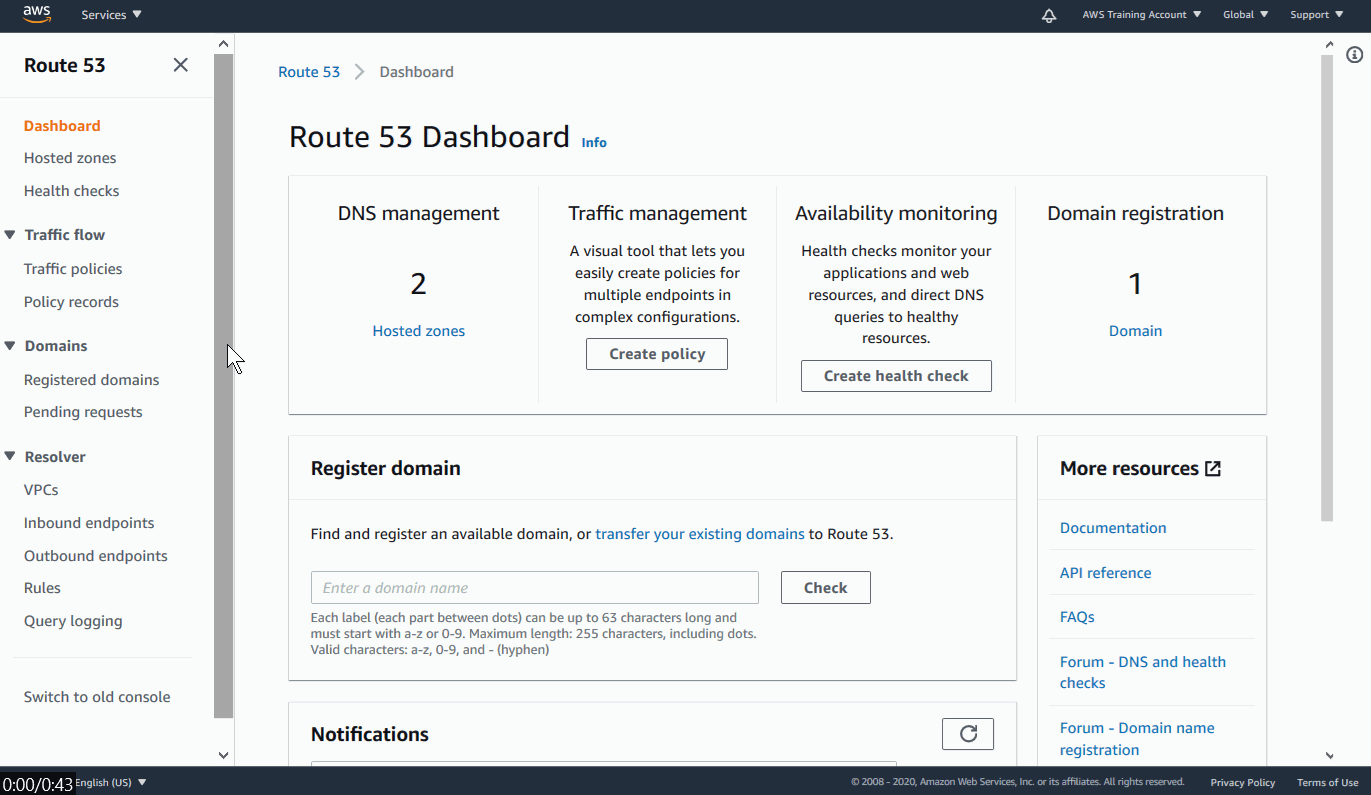 aws
Services
AWS Training Account
Global
Support
Route 53
Dashboard
Hosted zones
Health checks
Traffic flow
Traffic policies
Policy records
Domains
Registered domains
Pending requests
Resolver
VPCs
Inbound endpoints
Outbound endpoints
Rules
Query logging
Switch to old console
Route 53 Dashboard
Route 53 Dashboard Info
DNS management
2
Hosted zones
Traffic management
A visual tool that lets you
easily create policies for
multiple endpoints in
complex configurations.
Create policy
Availability monitoring
Health checks monitor your
applications and web
resources, and direct DNS
queries to healthy
resources.
Create health check
Domain registration
1
Domain
Register domain
Find and register an available domain, or transfer your existing domains to Route 53.
Enter a domain name
Check
Each label (each part between dots) can be up to 63 characters long and
must start with a-z or 0-9. Maximum length: 255 characters, including dots.
Valid characters: a-z, 0-9, and - (hyphen)
Notifications
More resources
Documentation
API reference
FAQs
Forum - DNS and health
checks
Forum - Domain name
registration
0:00/0:43
English (US)
© 2008 - 2020, Amazon Web Services, Inc. or its affiliates. All rights reserved.
Privacy Policy
Terms of Use